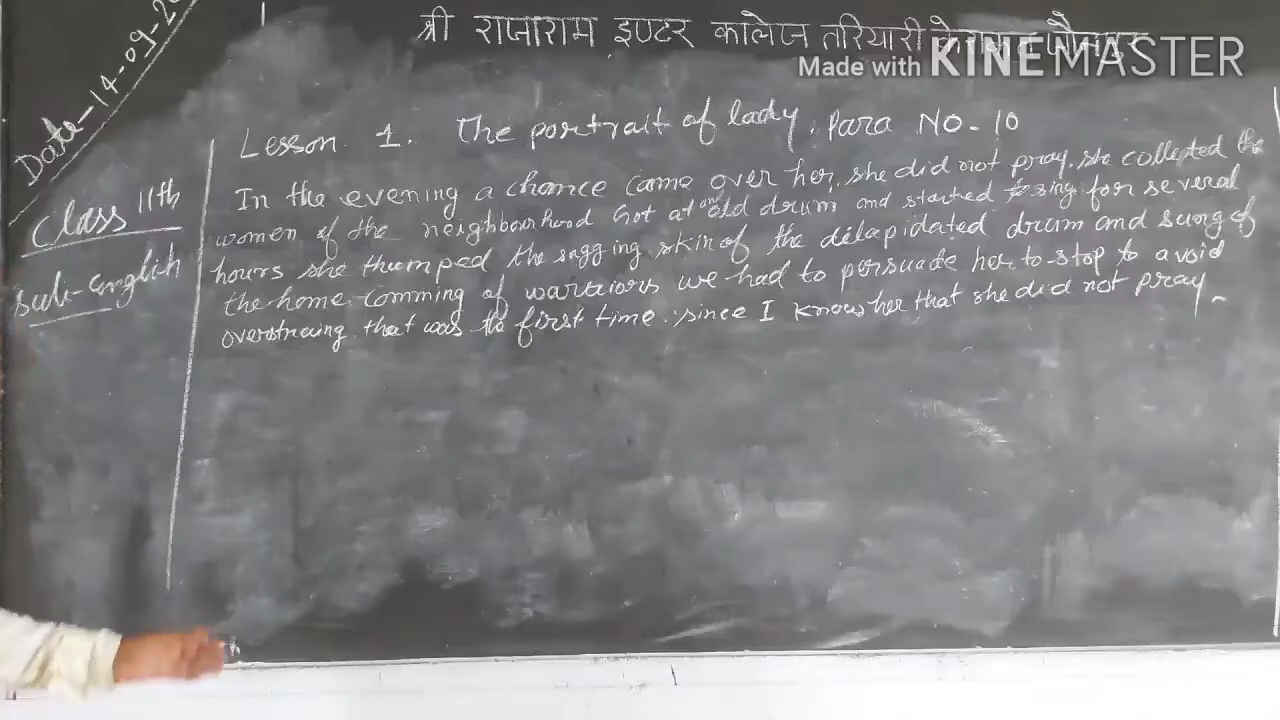 श्री राजाराम इण्टर कालेज तरियारी
Made with KINEMASTER
Date-14-09-20
Lesson 1. The portrait of lady, Para NO-10
Class 11th
Sub-english
In the evening a chance came over her, she did not pray. she collected the
women of the neighbourhood Got at an old drum and started to sing for several
hours she thumped the sagging skin of the dilapidated drum and sung of
the home. Comming of warriors we had to persuade her to-stop to avoid
overstraing that was the first time. since I know her that she did not pray-